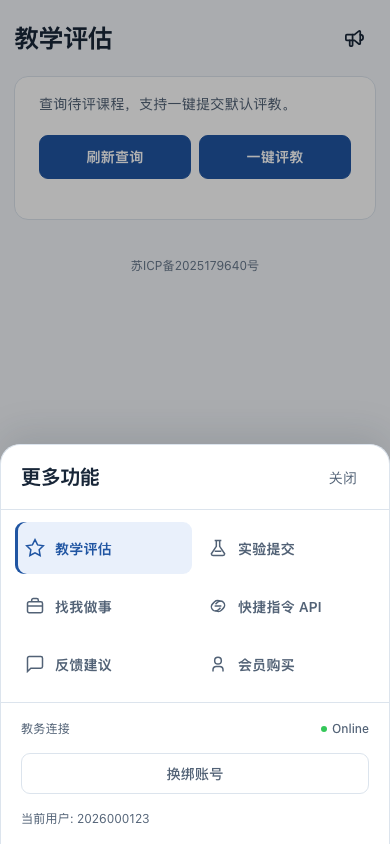 教学评估
查询待评课程，支持一键提交默认评教。
刷新查询
一键评教
苏ICP备2025179640号
更多功能
关闭
教学评估
实验提交
找我做事
快捷指令 API
反馈建议
会员购买
教务连接
Online
换绑账号
当前用户: 2026000123